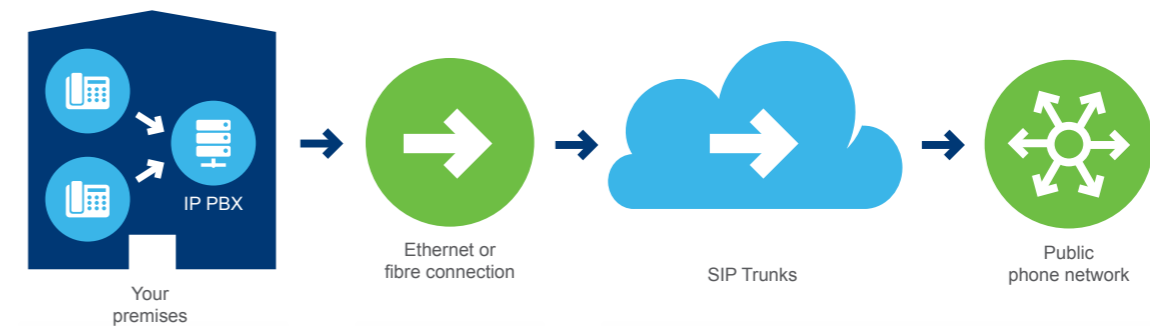 IP PBX
Your
premises
Ethernet or
fibre connection
SIP Trunks
Public
phone network